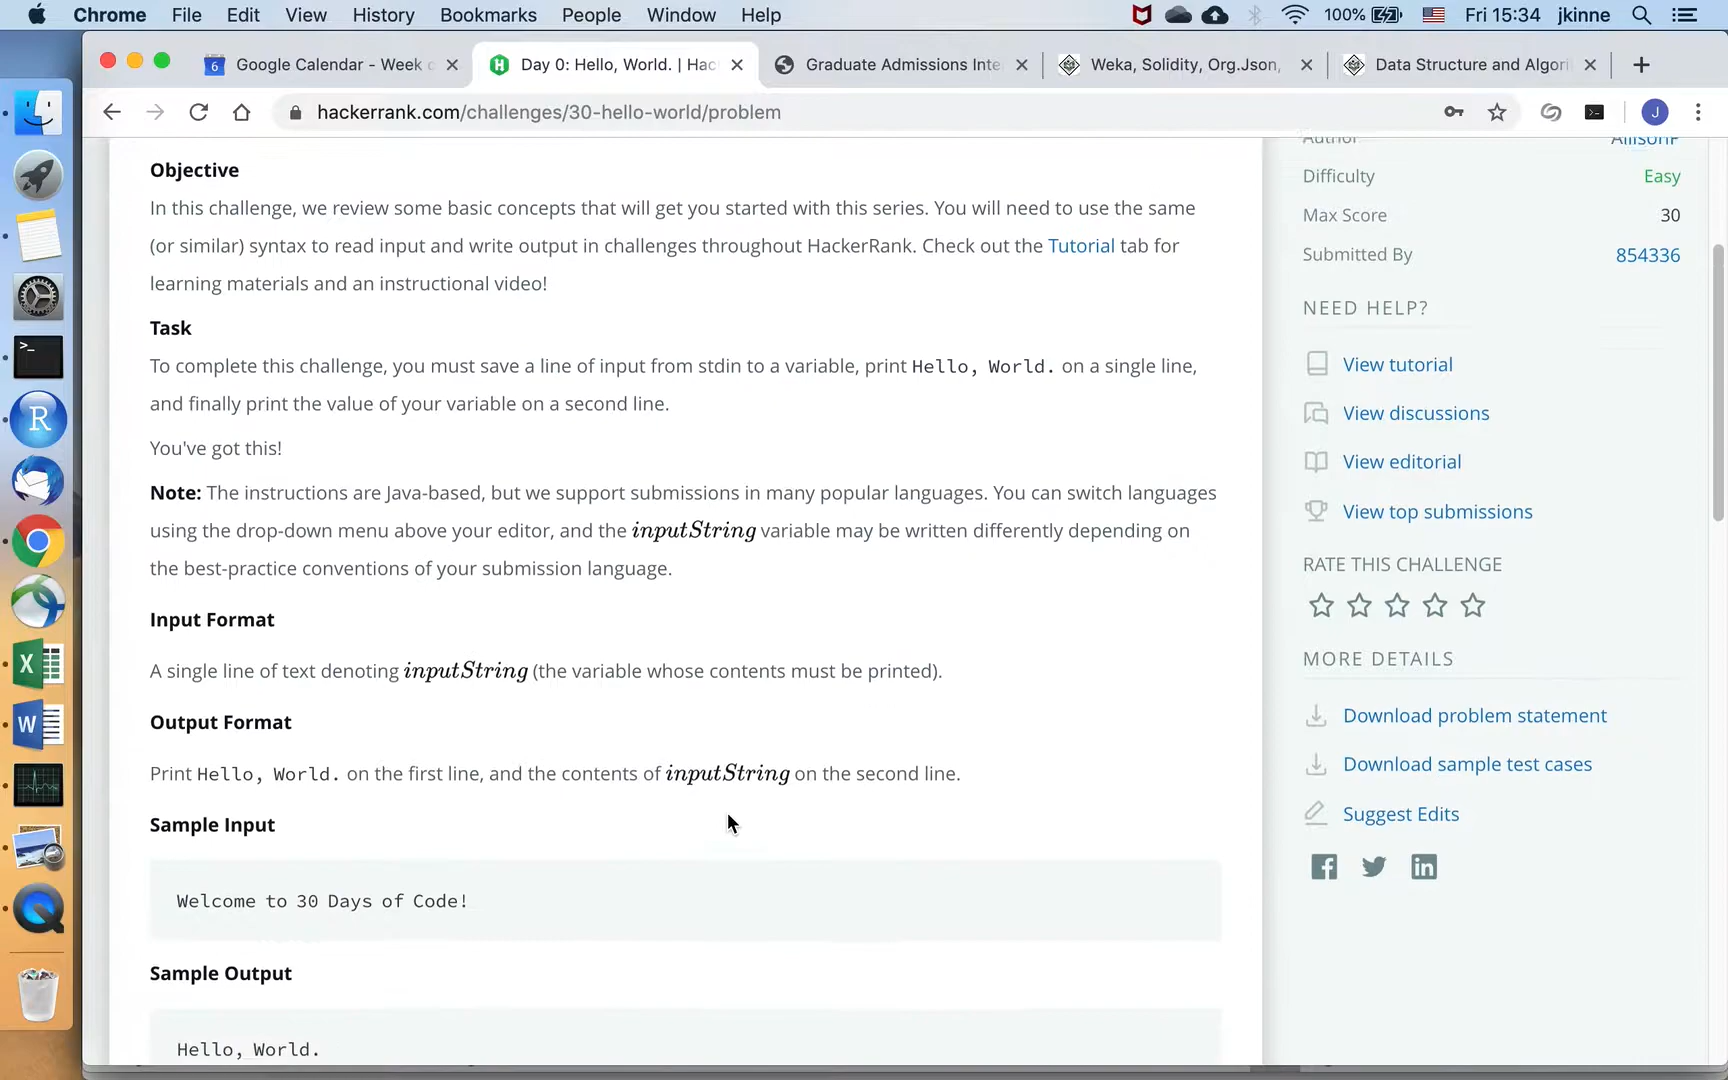 Chrome File Edit View History Bookmarks People Window Help 100% Fri 15:34 jkinne
6 Google Calendar - Week Day 0: Hello, World. | Hac Graduate Admissions Inte Weka, Solidity, Org.Json, Data Structure and Algori
hackerrank.com/challenges/30-hello-world/problem J
Objective
In this challenge, we review some basic concepts that will get you started with this series. You will need to use the same
(or similar) syntax to read input and write output in challenges throughout HackerRank. Check out the Tutorial tab for
learning materials and an instructional video!
Task
To complete this challenge, you must save a line of input from stdin to a variable, print Hello, World. on a single line,
and finally print the value of your variable on a second line.
You've got this!
Note: The instructions are Java-based, but we support submissions in many popular languages. You can switch languages
using the drop-down menu above your editor, and the inputString variable may be written differently depending on
the best-practice conventions of your submission language.
Input Format
A single line of text denoting inputString (the variable whose contents must be printed).
Output Format
Print Hello, World. on the first line, and the contents of inputString on the second line.
Sample Input
Welcome to 30 Days of Code!
Sample Output
Hello, World.
Author AllisonP
Difficulty Easy
Max Score 30
Submitted By 854336
NEED HELP?
View tutorial
View discussions
View editorial
View top submissions
RATE THIS CHALLENGE
MORE DETAILS
Download problem statement
Download sample test cases
Suggest Edits